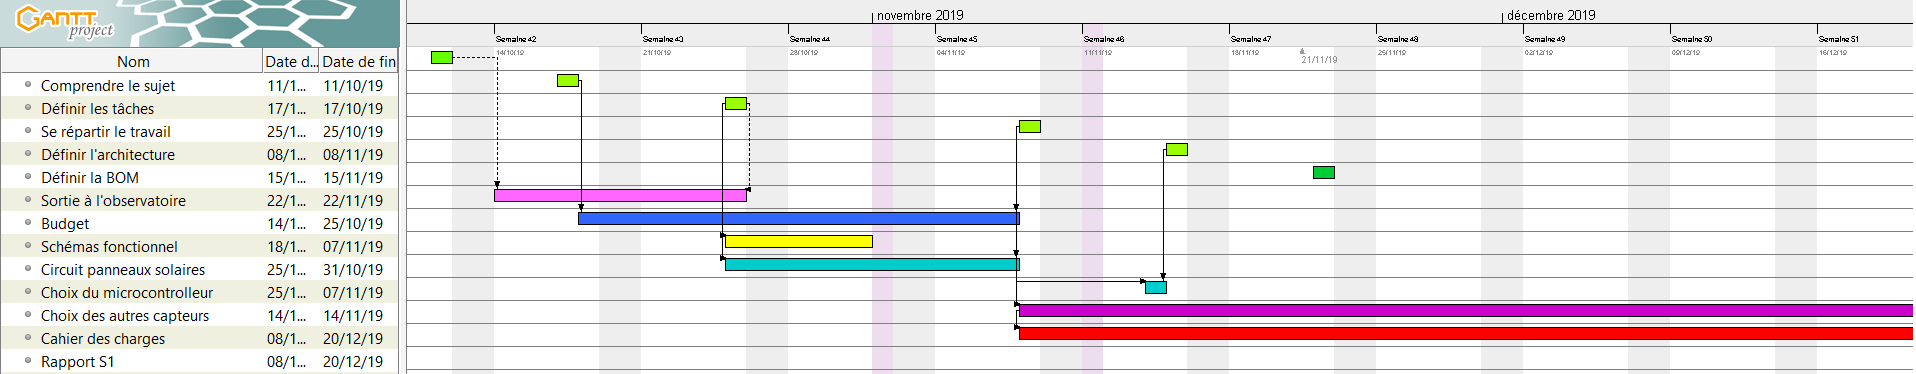 GANTT
project
Nom Date d... Date de fin
Comprendre le sujet 11/1... 11/10/19
Définir les tâches 17/1... 17/10/19
Se répartir le travail 25/1... 25/10/19
Définir l'architecture 08/1... 08/11/19
Définir la BOM 15/1... 15/11/19
Sortie à l'observatoire 22/1... 22/11/19
Budget 14/1... 25/10/19
Schémas fonctionnel 18/1... 07/11/19
Circuit panneaux solaires 25/1... 31/10/19
Choix du microcontrolleur 25/1... 07/11/19
Choix des autres capteurs 14/1... 14/11/19
Cahier des charges 08/1... 20/12/19
Rapport S1 08/1... 20/12/19
novembre 2019 décembre 2019
Semaine 42 Semaine 43 Semaine 44 Semaine 45 Semaine 46 Semaine 47 Semaine 48 Semaine 49 Semaine 50 Semaine 51
14/10/19 21/10/19 28/10/19 04/11/19 11/11/19 18/11/19 25/11/19 02/12/19 09/12/19 16/12/19
21/11/19